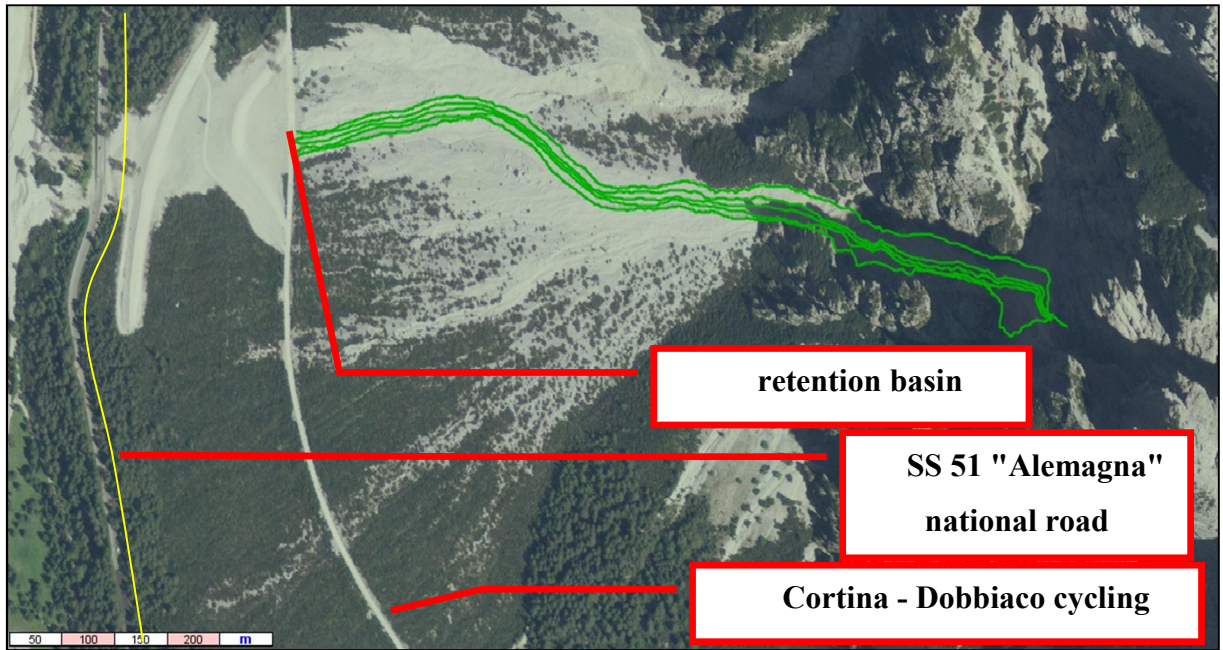 retention basin
SS 51 "Alemagna"
national road
Cortina - Dobbiaco cycling
50 100 150 200 m